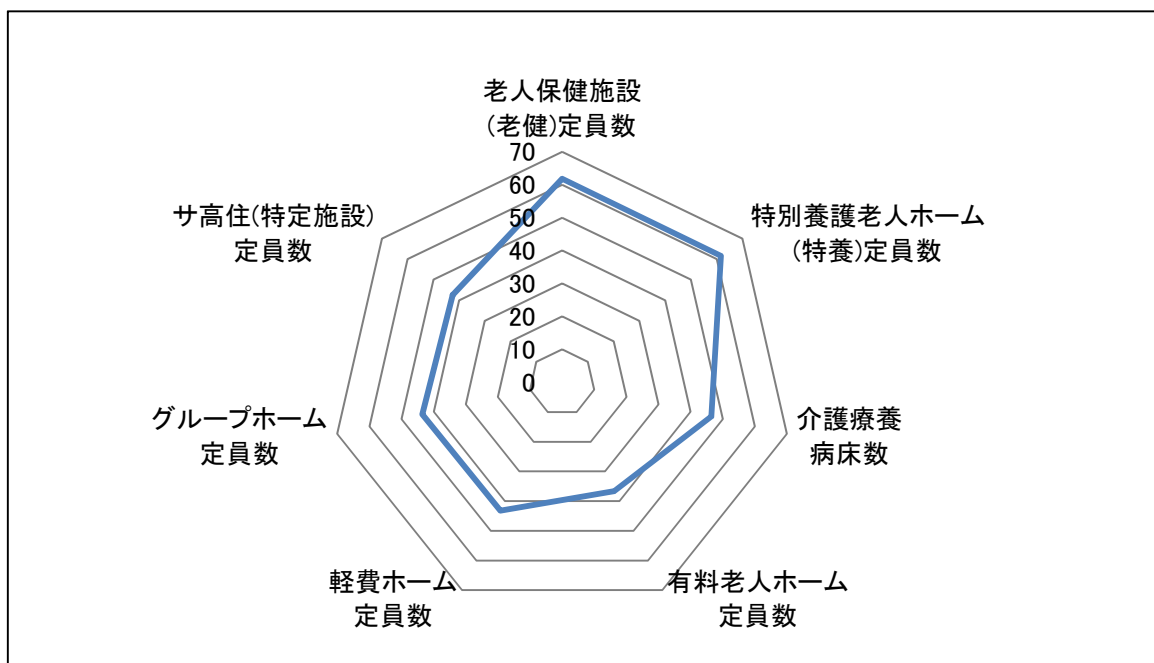 老人保健施設
(老健)定員数
70
60
50
40
30
20
10
0
特別養護老人ホーム
(特養)定員数
介護療養
病床数
有料老人ホーム
定員数
軽費ホーム
定員数
グループホーム
定員数
サ高住(特定施設)
定員数